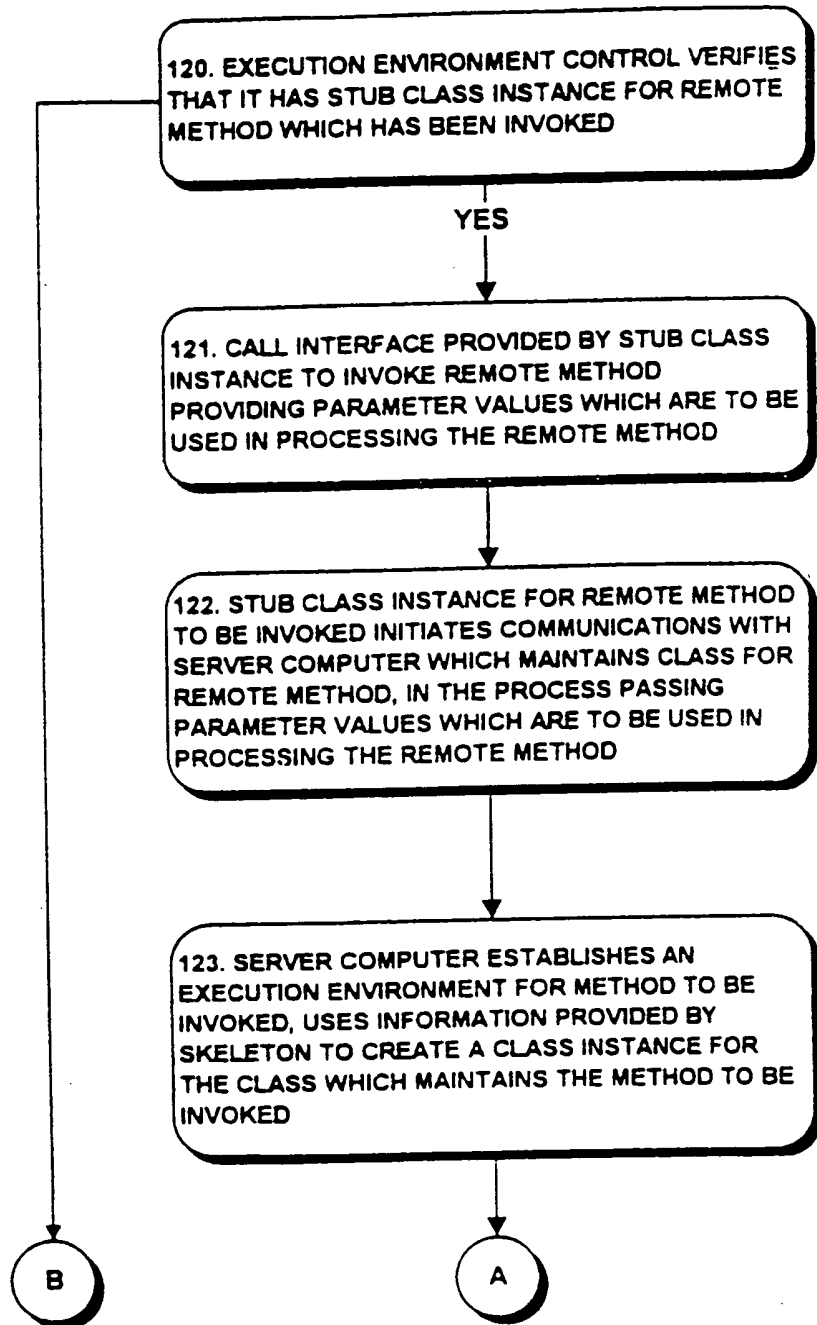 120. EXECUTION ENVIRONMENT CONTROL VERIFIES
THAT IT HAS STUB CLASS INSTANCE FOR REMOTE
METHOD WHICH HAS BEEN INVOKED
YES
121. CALL INTERFACE PROVIDED BY STUB CLASS
INSTANCE TO INVOKE REMOTE METHOD
PROVIDING PARAMETER VALUES WHICH ARE TO BE
USED IN PROCESSING THE REMOTE METHOD
122. STUB CLASS INSTANCE FOR REMOTE METHOD
TO BE INVOKED INITIATES COMMUNICATIONS WITH
SERVER COMPUTER WHICH MAINTAINS CLASS FOR
REMOTE METHOD, IN THE PROCESS PASSING
PARAMETER VALUES WHICH ARE TO BE USED IN
PROCESSING THE REMOTE METHOD
123. SERVER COMPUTER ESTABLISHES AN
EXECUTION ENVIRONMENT FOR METHOD TO BE
INVOKED, USES INFORMATION PROVIDED BY
SKELETON TO CREATE A CLASS INSTANCE FOR
THE CLASS WHICH MAINTAINS THE METHOD TO BE
INVOKED
B
A